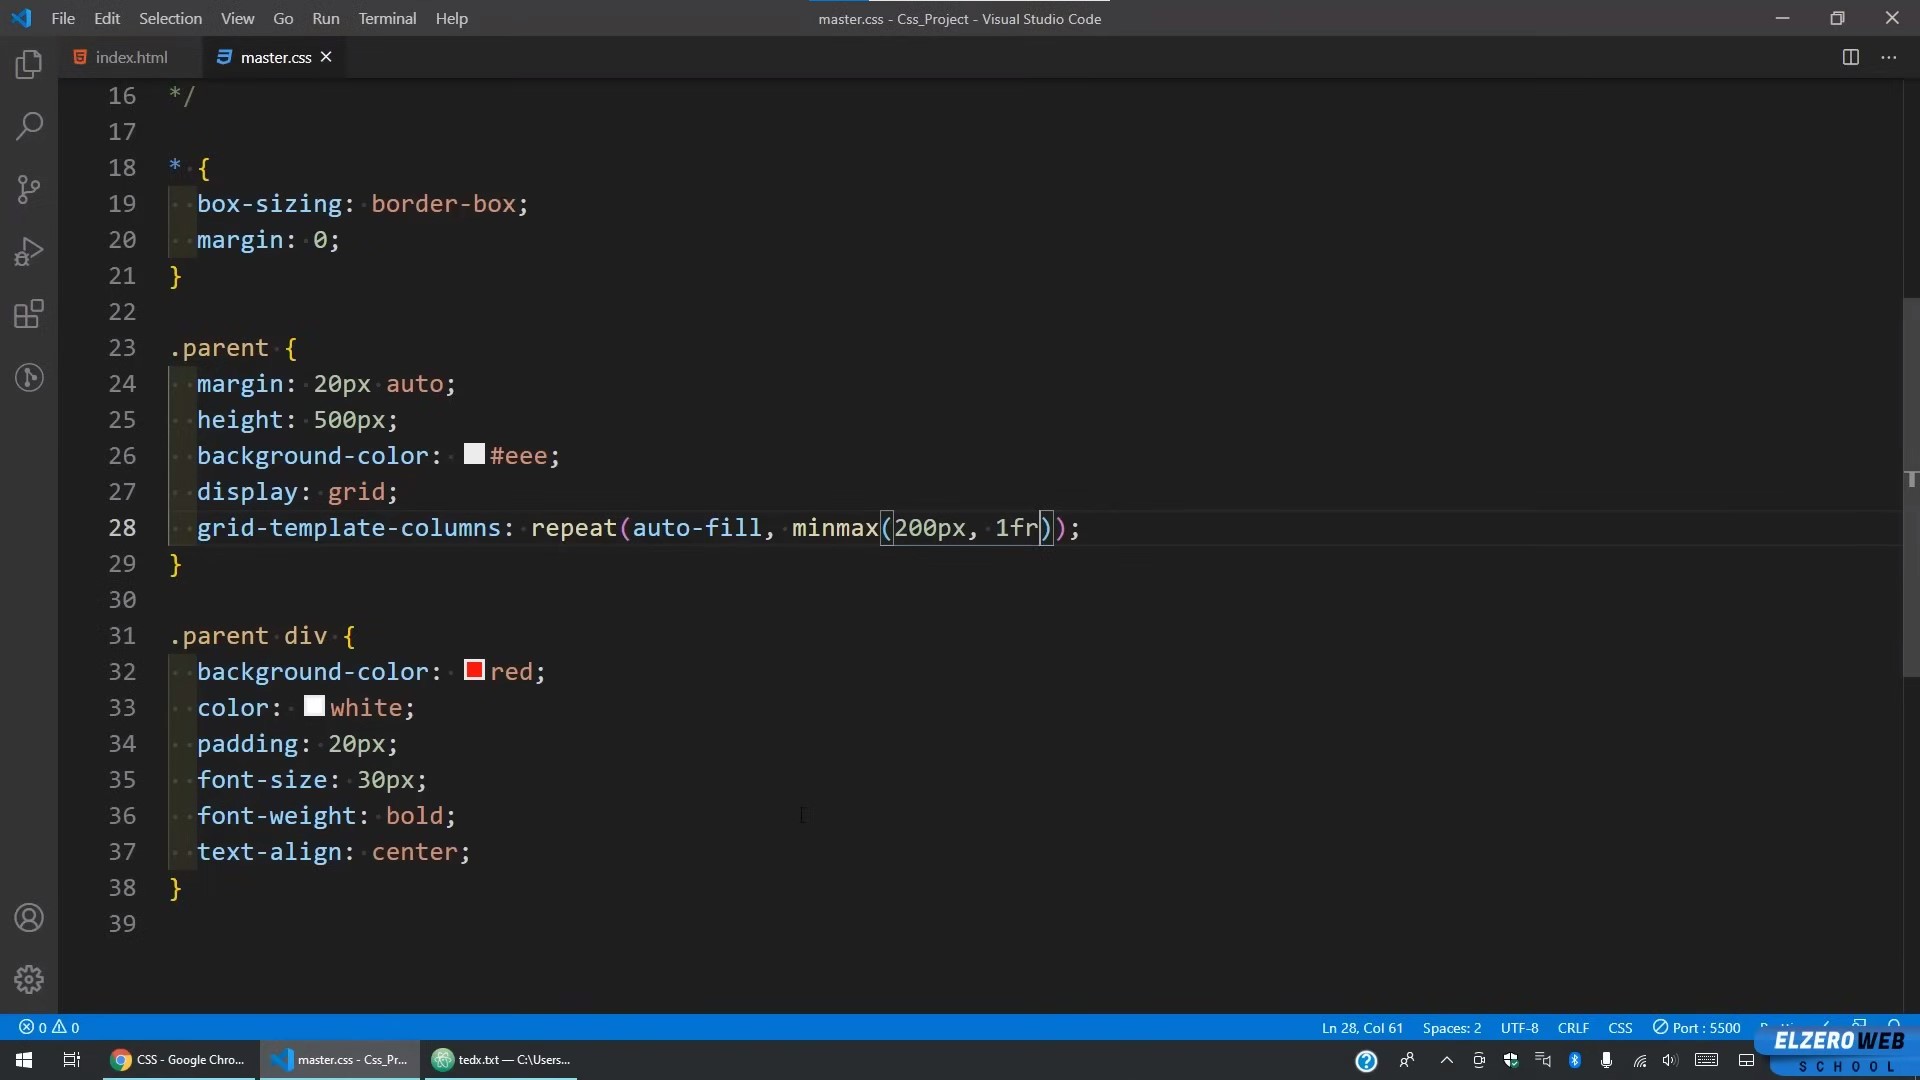 File Edit Selection View Go Run Terminal Help
master.css - Css_Project - Visual Studio Code
index.html
master.css
16 */
17
18 * {
19 box-sizing: border-box;
20 margin: 0;
21 }
22
23 .parent {
24 margin: 20px auto;
25 height: 500px;
26 background-color: #eee;
27 display: grid;
28 grid-template-columns: repeat(auto-fill, minmax(200px, 1fr));
29 }
30
31 .parent div {
32 background-color: red;
33 color: white;
34 padding: 20px;
35 font-size: 30px;
36 font-weight: bold;
37 text-align: center;
38 }
39
0 0
Ln 28, Col 61 Spaces: 2 UTF-8 CRLF CSS Port : 5500
CSS - Google Chro...
master.css - Css_Pr...
tedx.txt — C:\Users...
ELZEROWEB
SCHOOL